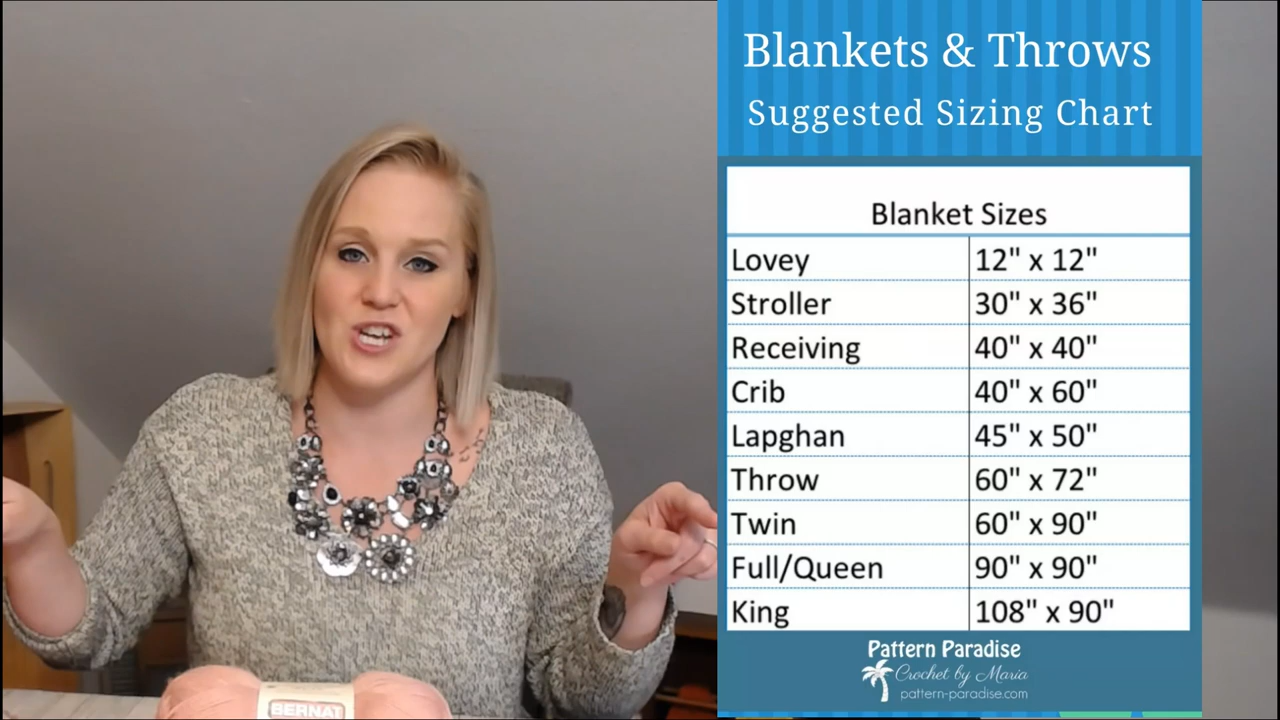 Blankets & Throws
Suggested Sizing Chart
Blanket Sizes
Lovey 12" x 12"
Stroller 30" x 36"
Receiving 40" x 40"
Crib 40" x 60"
Lapghan 45" x 50"
Throw 60" x 72"
Twin 60" x 90"
Full/Queen 90" x 90"
King 108" x 90"
Pattern Paradise
Crochet by Maria
pattern-paradise.com
BERNAT